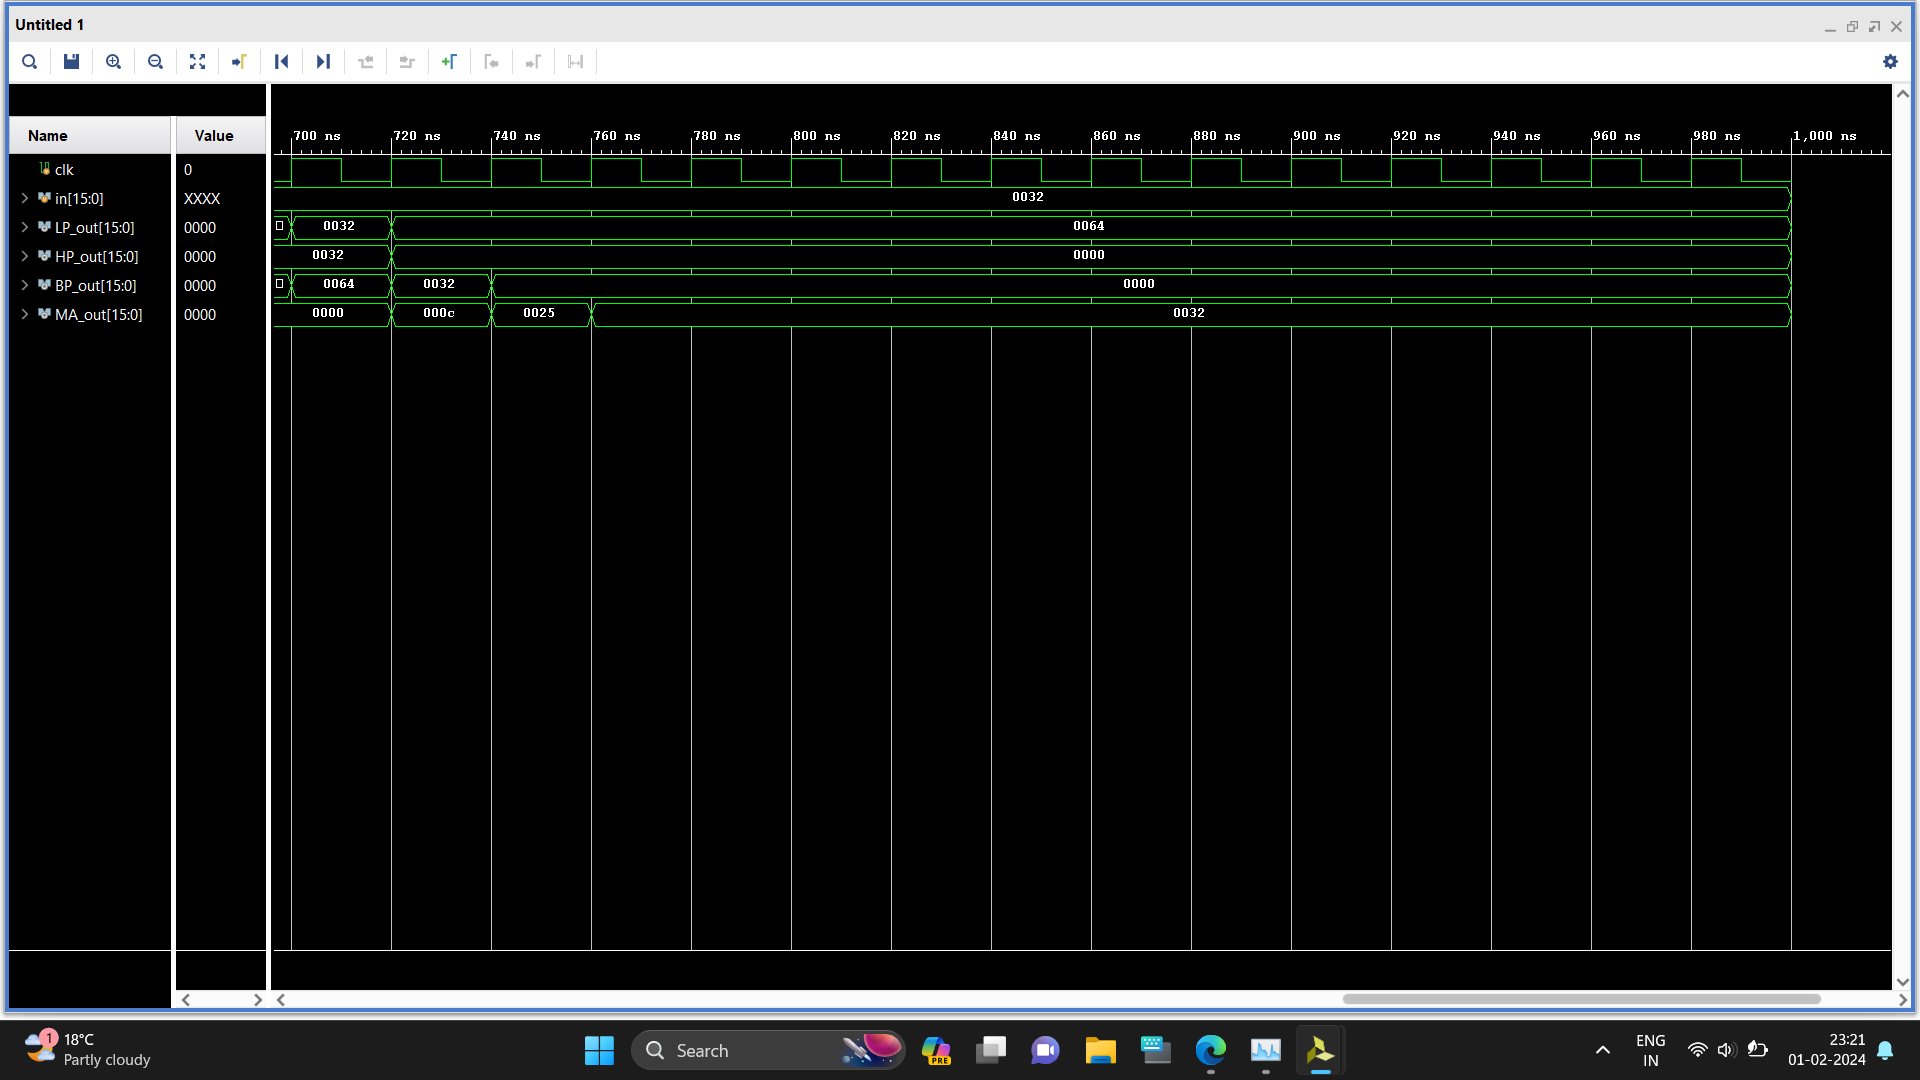 Untitled 1
Name Value
700 ns 720 ns 740 ns 760 ns 780 ns 800 ns 820 ns 840 ns 860 ns 880 ns 900 ns 920 ns 940 ns 960 ns 980 ns 1,000 ns
clk 0
in[15:0] XXXX 0032
LP_out[15:0] 0000 0032 0064
HP_out[15:0] 0000 0032 0000
BP_out[15:0] 0000 0064 0032 0000
MA_out[15:0] 0000 0000 000c 0025 0032
1
18°C
Partly cloudy
Search
PRE
ENG
IN
23:21
01-02-2024